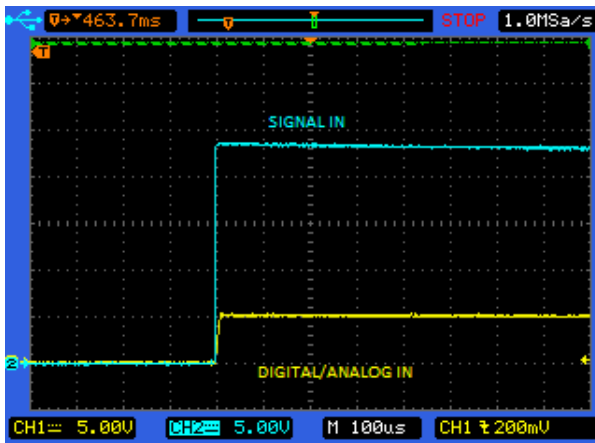 463.7ms STOP 1.0MSa/s
T
SIGNAL IN
2
DIGITAL/ANALOG IN
CH1 5.00V CH2 5.00V M 100us CH1 200mV